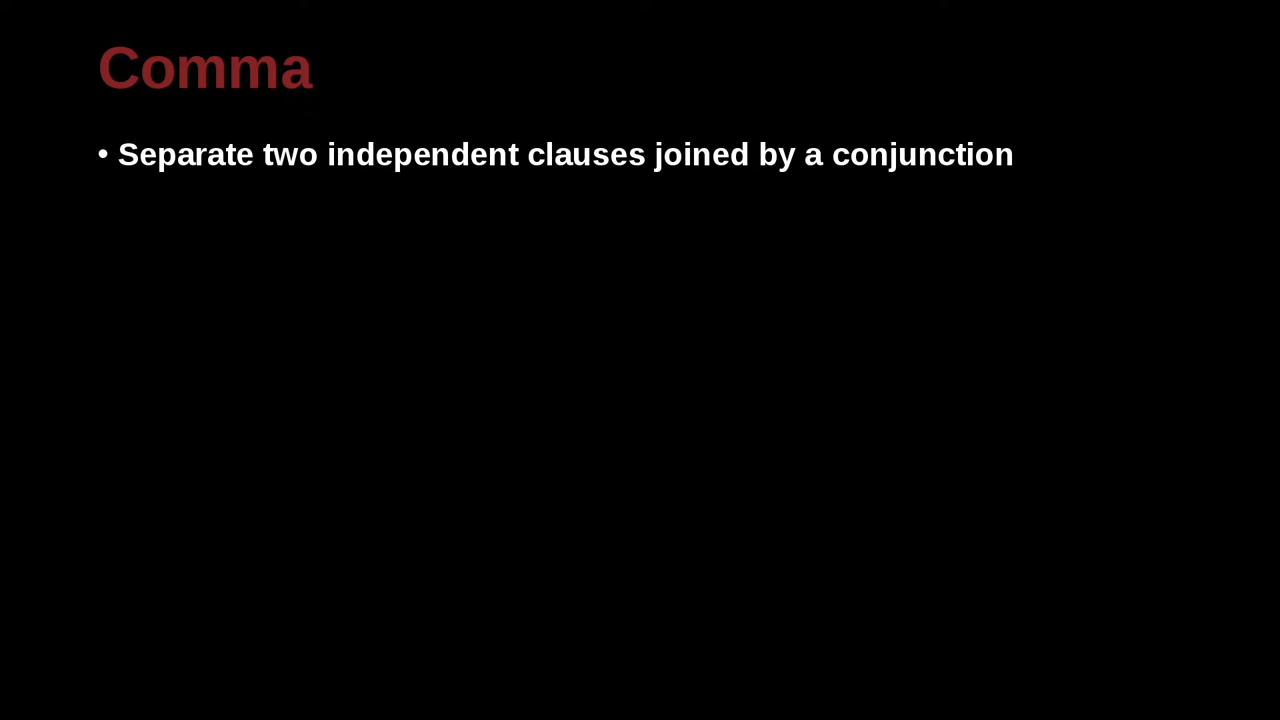 Comma
• Separate two independent clauses joined by a conjunction